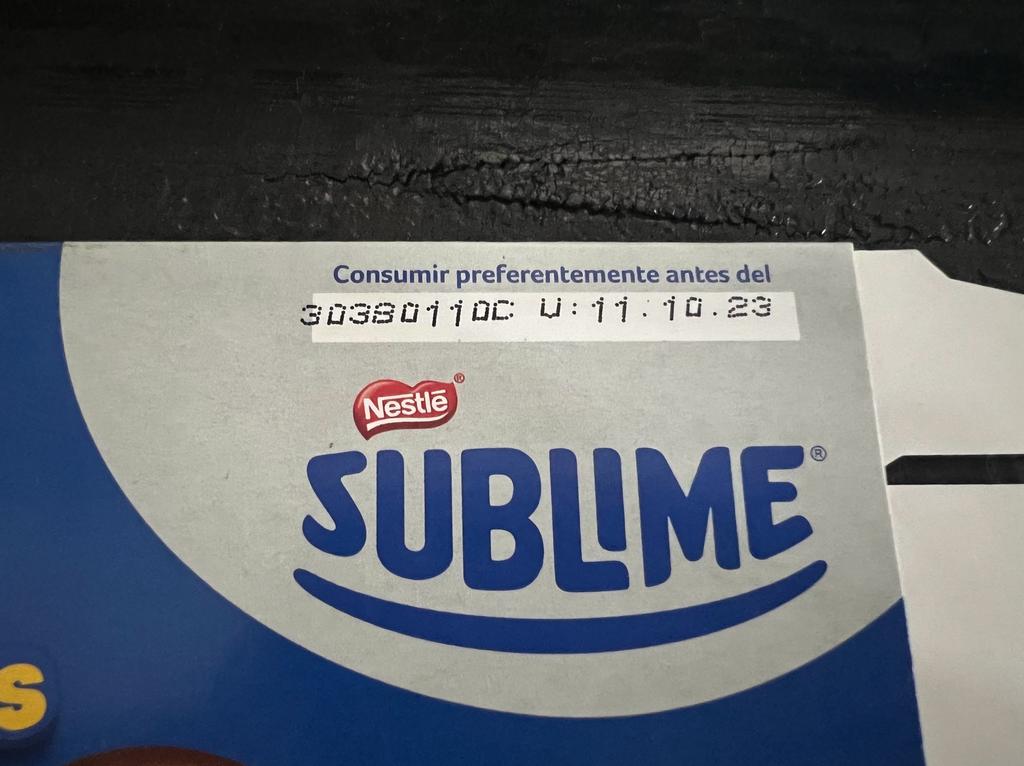 Consumir preferentemente antes del
30380110C V:11.10.23
Nestlé®
SUBLIME®
S